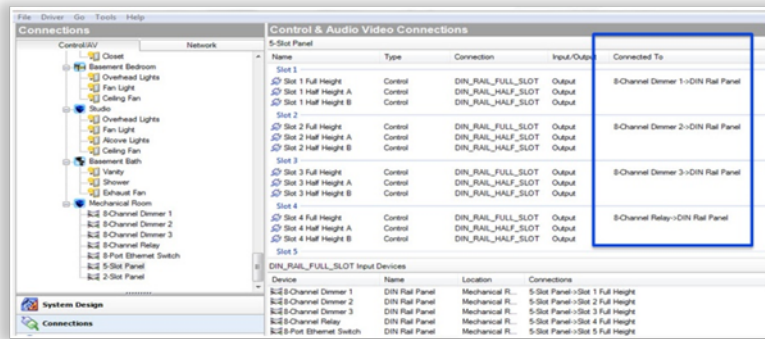 File Driver Go Tools Help
Connections
Control/AV Network
Closet
Basement Bedroom
Overhead Lights
Fan Light
Ceiling Fan
Studio
Overhead Lights
Fan Light
Alcove Lights
Ceiling Fan
Basement Bath
Vanity
Shower
Exhaust Fan
Mechanical Room
8-Channel Dimmer 1
8-Channel Dimmer 2
8-Channel Dimmer 3
8-Channel Relay
8-Port Ethernet Switch
5-Slot Panel
2-Slot Panel
System Design
Connections
Control & Audio Video Connections
5-Slot Panel
Name Type Connection Input/Output Connected To
Slot 1
Slot 1 Full Height Control DIN_RAIL_FULL_SLOT Output 8-Channel Dimmer 1->DIN Rail Panel
Slot 1 Half Height A Control DIN_RAIL_HALF_SLOT Output
Slot 1 Half Height B Control DIN_RAIL_HALF_SLOT Output
Slot 2
Slot 2 Full Height Control DIN_RAIL_FULL_SLOT Output 8-Channel Dimmer 2->DIN Rail Panel
Slot 2 Half Height A Control DIN_RAIL_HALF_SLOT Output
Slot 2 Half Height B Control DIN_RAIL_HALF_SLOT Output
Slot 3
Slot 3 Full Height Control DIN_RAIL_FULL_SLOT Output 8-Channel Dimmer 3->DIN Rail Panel
Slot 3 Half Height A Control DIN_RAIL_HALF_SLOT Output
Slot 3 Half Height B Control DIN_RAIL_HALF_SLOT Output
Slot 4
Slot 4 Full Height Control DIN_RAIL_FULL_SLOT Output 8-Channel Relay->DIN Rail Panel
Slot 4 Half Height A Control DIN_RAIL_HALF_SLOT Output
Slot 4 Half Height B Control DIN_RAIL_HALF_SLOT Output
Slot 5
DIN_RAIL_FULL_SLOT Input Devices
Device Name Location Connections
8-Channel Dimmer 1 DIN Rail Panel Mechanical R... 5-Slot Panel->Slot 1 Full Height
8-Channel Dimmer 2 DIN Rail Panel Mechanical R... 5-Slot Panel->Slot 2 Full Height
8-Channel Dimmer 3 DIN Rail Panel Mechanical R... 5-Slot Panel->Slot 3 Full Height
8-Channel Relay DIN Rail Panel Mechanical R... 5-Slot Panel->Slot 4 Full Height
8-Port Ethernet Switch DIN Rail Panel Mechanical R... 5-Slot Panel->Slot 5 Full Height